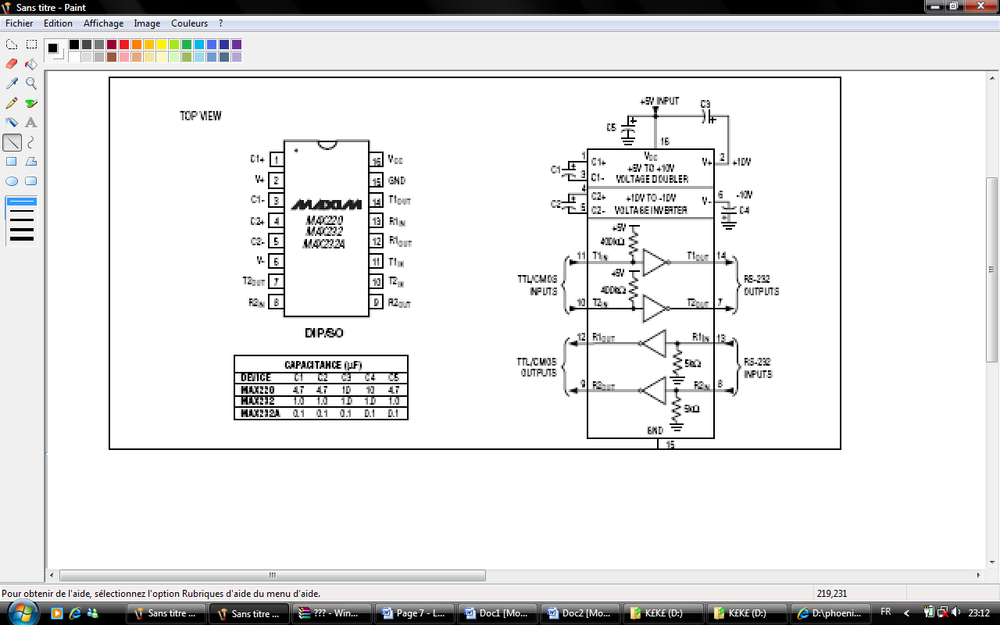 Sans titre - Paint
Fichier Edition Affichage Image Couleurs ?
TOP VIEW
C1+ 1
V+ 2
C1- 3
C2+ 4
C2- 5
V- 6
T2OUT 7
R2IN 8
MAXIM
MAX220
MAX232
MAX232A
16 VCC
15 GND
14 T1OUT
13 R1IN
12 R1OUT
11 T1IN
10 T2IN
9 R2OUT
DIP/SO
CAPACITANCE (µF)
DEVICE C1 C2 C3 C4 C5
MAX220 4.7 4.7 10 10 4.7
MAX232 1.0 1.0 1.0 1.0 1.0
MAX232A 0.1 0.1 0.1 0.1 0.1
+5V INPUT C3
C5
16
1 VCC 2
C1 C1+ +5V TO +10V V+ +10V
3 C1- VOLTAGE DOUBLER
4 C2+ +10V TO -10V V- 6 -10V
C2 5 C2- VOLTAGE INVERTER C4
+5V
400kΩ
11 T1IN T1OUT 14
+5V
TTL/CMOS INPUTS
RS-232 OUTPUTS
400kΩ
10 T2IN T2OUT 7
12 R1OUT R1IN 13
TTL/CMOS OUTPUTS
5kΩ
RS-232 INPUTS
9 R2OUT R2IN 8
5kΩ
GND
15
Pour obtenir de l'aide, sélectionnez l'option Rubriques d'aide du menu d'aide.
219,231
Sans titre ...
Sans titre ...
??? - Win...
Page 7 - L...
Doc1 [Mo...
Doc2 [Mo...
K£K£ (D:)
K£K£ (D:)
D:\phoeni...
FR
23:12